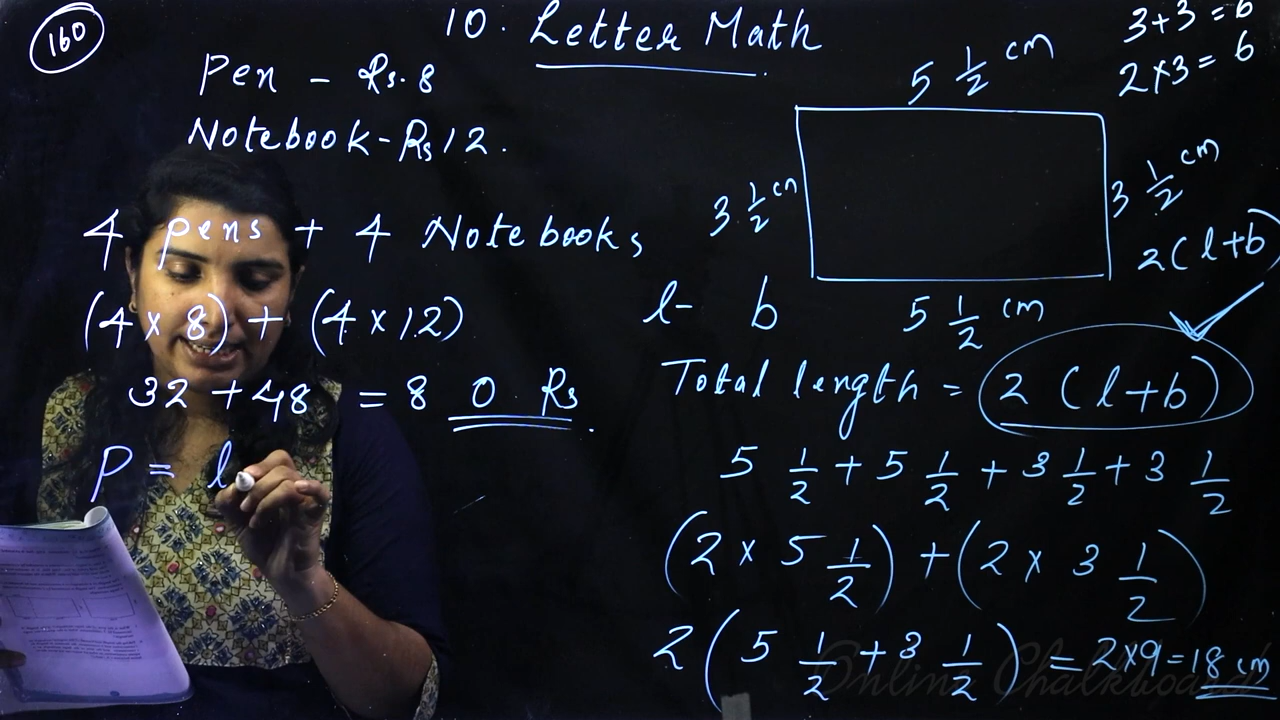 160
10. Letter Math
Pen - Rs. 8
Notebook - Rs 12.
4 pens + 4 Notebooks
(4 × 8) + (4 × 12)
32 + 48 = 80 Rs
P = l
3+3 = 6
2×3 = 6
5 1/2 cm
3 1/2 cm
3 1/2 cm
2(l+b)
l- b
5 1/2 cm
Total length = 2 (l+b)
5 1/2 + 5 1/2 + 3 1/2 + 3 1/2
(2 × 5 1/2) + (2 × 3 1/2)
2 (5 1/2 + 3 1/2) = 2×9 = 18 cm
Online Chalkboard